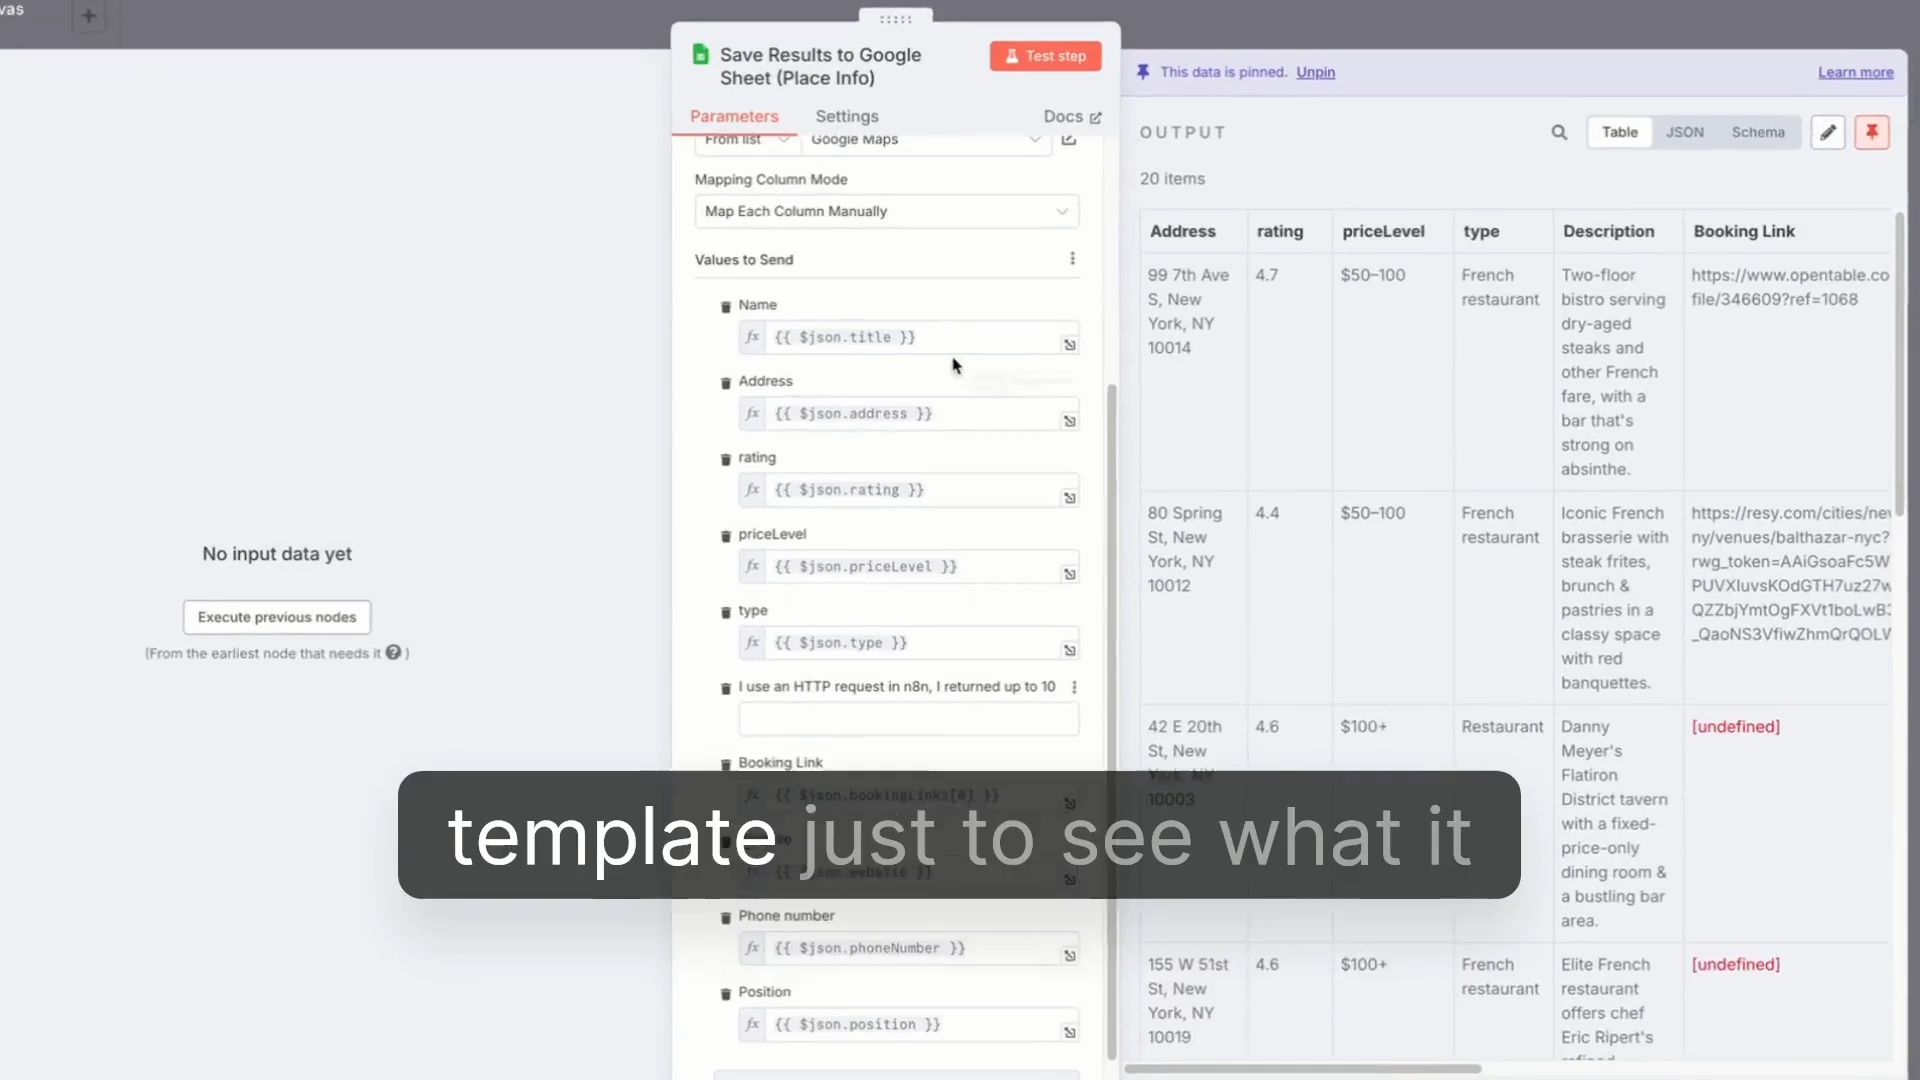 vas
Save Results to Google
Sheet (Place Info)
Test step
Parameters
Settings
Docs
From list
Google Maps
Mapping Column Mode
Map Each Column Manually
Values to Send
Name
fx {{ $json.title }}
Address
fx {{ $json.address }}
rating
fx {{ $json.rating }}
priceLevel
fx {{ $json.priceLevel }}
type
fx {{ $json.type }}
I use an HTTP request in n8n, I returned up to 10
Booking Link
fx {{ $json.bookingLinks[0] }}
fx {{ $json.website }}
Phone number
fx {{ $json.phoneNumber }}
Position
fx {{ $json.position }}
No input data yet
Execute previous nodes
(From the earliest node that needs it ? )
This data is pinned. Unpin
Learn more
OUTPUT
Table
JSON
Schema
20 items
Address rating priceLevel type Description Booking Link
99 7th Ave
S, New
York, NY
10014
4.7
$50–100
French
restaurant
Two-floor
bistro serving
dry-aged
steaks and
other French
fare, with a
bar that's
strong on
absinthe.
https://www.opentable.co
file/346609?ref=1068
80 Spring
St, New
York, NY
10012
4.4
$50–100
French
restaurant
Iconic French
brasserie with
steak frites,
brunch &
pastries in a
classy space
with red
banquettes.
https://resy.com/cities/nev
ny/venues/balthazar-nyc?
rwg_token=AAiGsoaFc5W
PUVXIuvsKOdGTH7uz27w
QZZbjYmtOgFXVt1boLwB3
_QaoNS3VfiwZhmQrQOLV
42 E 20th
St, New
York, NY
10003
4.6
$100+
Restaurant
Danny
Meyer's
Flatiron
District tavern
with a fixed-
price-only
dining room &
a bustling bar
area.
[undefined]
155 W 51st
St, New
York, NY
10019
4.6
$100+
French
restaurant
Elite French
restaurant
offers chef
Eric Ripert's
[undefined]
template just to see what it